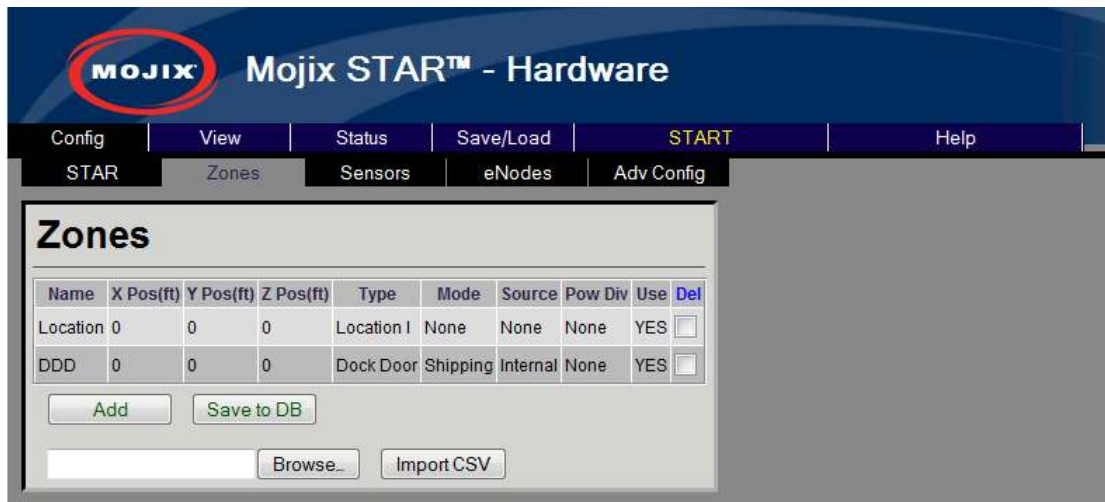 MOJIX
Mojix STAR™ - Hardware
Config View Status Save/Load START Help
STAR Zones Sensors eNodes Adv Config
Zones
Name X Pos(ft) Y Pos(ft) Z Pos(ft) Type Mode Source Pow Div Use Del
Location 0 0 0 Location I None None None YES
DDD 0 0 0 Dock Door Shipping Internal None YES
Add Save to DB
Browse... Import CSV